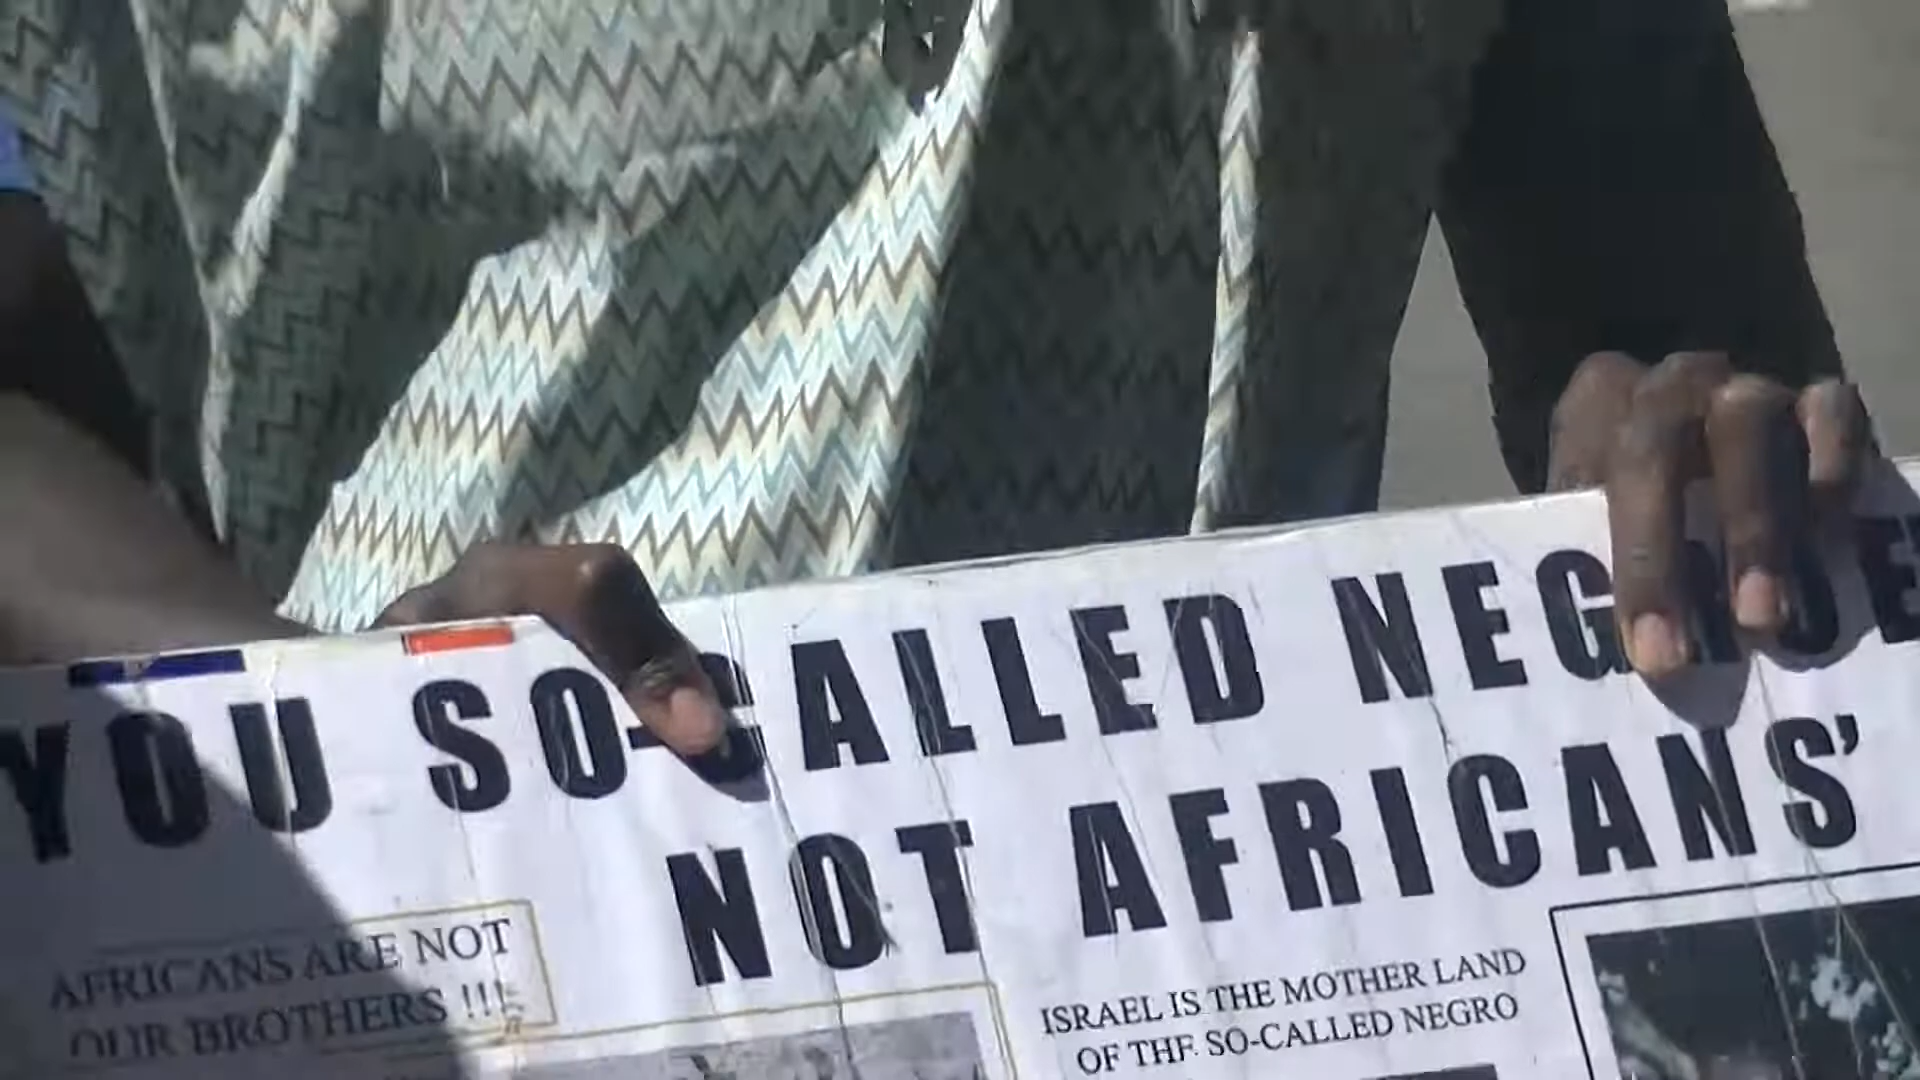 YOU SO-CALLED NEGROE
NOT AFRICANS'
AFRICANS ARE NOT
OUR BROTHERS !!!
ISRAEL IS THE MOTHER LAND
OF THE SO-CALLED NEGRO